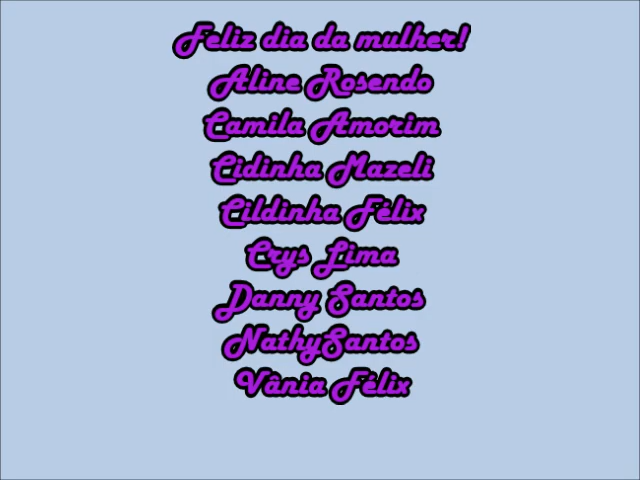 Feliz dia da mulher!
Aline Rosendo
Camila Amorim
Cidinha Mazeli
Cildinha Félix
Crys Lima
Danny Santos
NathySantos
Vânia Félix